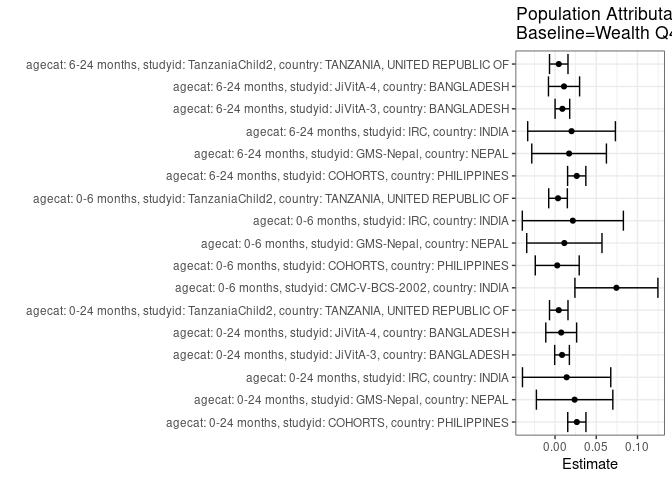 Population Attributa
Baseline=Wealth Q4
agecat: 6-24 months, studyid: TanzaniaChild2, country: TANZANIA, UNITED REPUBLIC OF
agecat: 6-24 months, studyid: JiVitA-4, country: BANGLADESH
agecat: 6-24 months, studyid: JiVitA-3, country: BANGLADESH
agecat: 6-24 months, studyid: IRC, country: INDIA
agecat: 6-24 months, studyid: GMS-Nepal, country: NEPAL
agecat: 6-24 months, studyid: COHORTS, country: PHILIPPINES
agecat: 0-6 months, studyid: TanzaniaChild2, country: TANZANIA, UNITED REPUBLIC OF
agecat: 0-6 months, studyid: IRC, country: INDIA
agecat: 0-6 months, studyid: GMS-Nepal, country: NEPAL
agecat: 0-6 months, studyid: COHORTS, country: PHILIPPINES
agecat: 0-6 months, studyid: CMC-V-BCS-2002, country: INDIA
agecat: 0-24 months, studyid: TanzaniaChild2, country: TANZANIA, UNITED REPUBLIC OF
agecat: 0-24 months, studyid: JiVitA-4, country: BANGLADESH
agecat: 0-24 months, studyid: JiVitA-3, country: BANGLADESH
agecat: 0-24 months, studyid: IRC, country: INDIA
agecat: 0-24 months, studyid: GMS-Nepal, country: NEPAL
agecat: 0-24 months, studyid: COHORTS, country: PHILIPPINES
0.00 0.05 0.10
Estimate